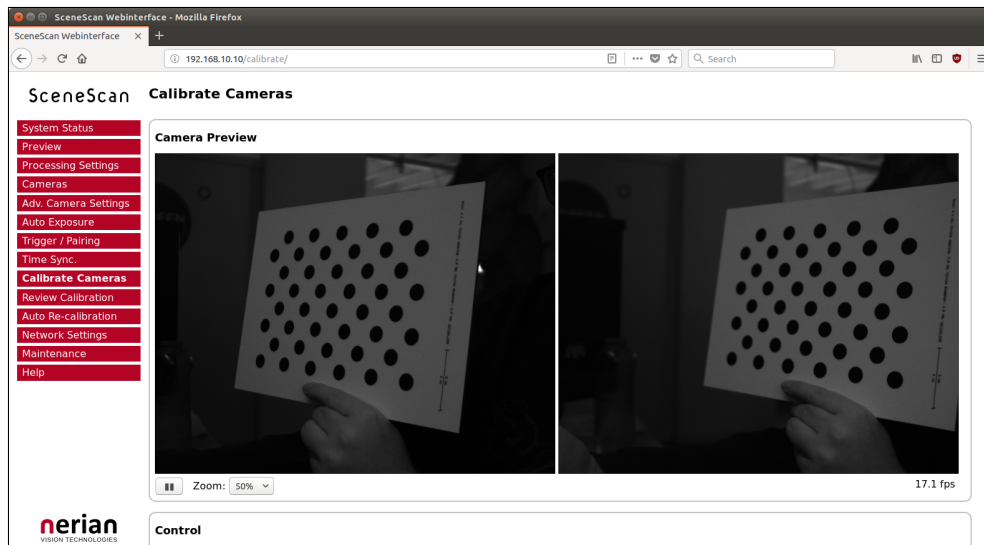 SceneScan Webinterface - Mozilla Firefox
SceneScan Webinterface
192.168.10.10/calibrate/
Search
SceneScan
Calibrate Cameras
System Status
Preview
Processing Settings
Cameras
Adv. Camera Settings
Auto Exposure
Trigger / Pairing
Time Sync.
Calibrate Cameras
Review Calibration
Auto Re-calibration
Network Settings
Maintenance
Help
Camera Preview
Zoom: 50%
17.1 fps
nerian
VISION TECHNOLOGIES
Control